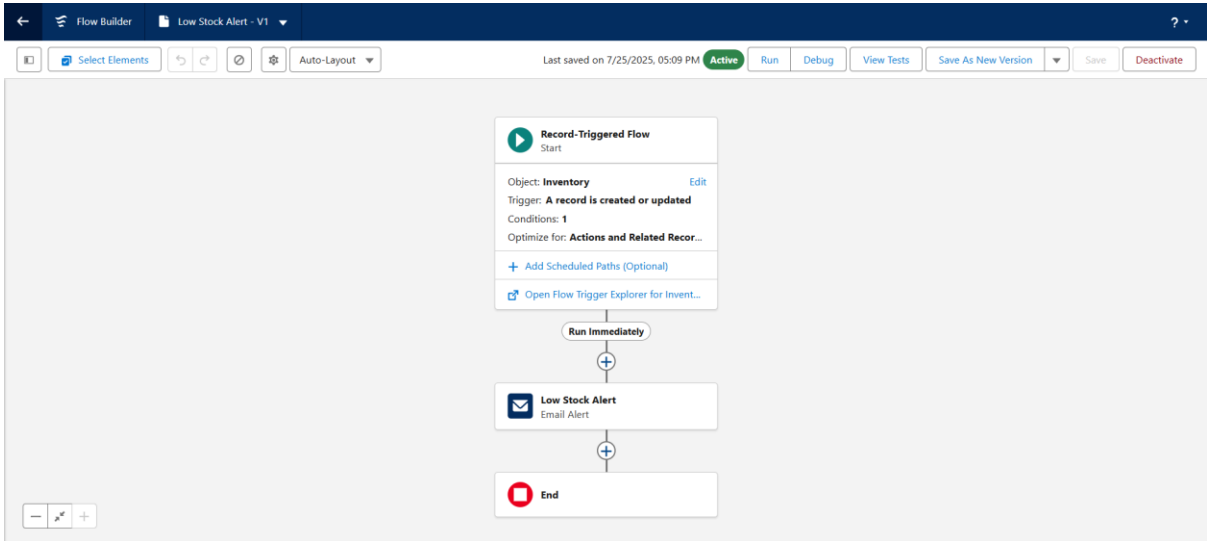 Flow Builder
Low Stock Alert - V1
? 
Select Elements
Auto-Layout
Last saved on 7/25/2025, 05:09 PM
Active
Run
Debug
View Tests
Save As New Version
Save
Deactivate
Record-Triggered Flow
Start
Object: Inventory
Edit
Trigger: A record is created or updated
Conditions: 1
Optimize for: Actions and Related Recor...
+ Add Scheduled Paths (Optional)
Open Flow Trigger Explorer for Invent...
Run Immediately
Low Stock Alert
Email Alert
End